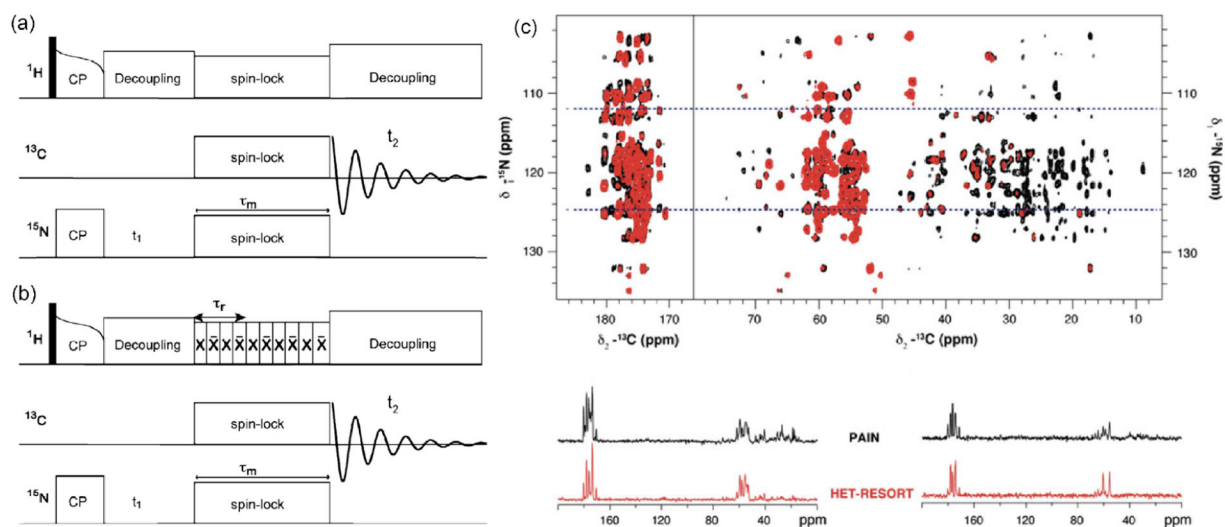 (a)
¹H
CP
Decoupling
spin-lock
Decoupling
¹³C
spin-lock
t₂
τₘ
¹⁵N
CP
t₁
spin-lock
(b)
τᵣ
¹H
CP
Decoupling
X X̄ X X̄ X X̄ X X̄ X X̄
Decoupling
¹³C
spin-lock
t₂
τₘ
¹⁵N
CP
t₁
spin-lock
(c)
110
120
130
δ₁-¹⁵N (ppm)
110
120
130
δ₁-¹⁵N (ppm)
180 170
60 50 40 30 20 10
δ₂-¹³C (ppm)
δ₂-¹³C (ppm)
PAIN
HET-RESORT
160 120 80 40 ppm
160 120 80 40 ppm